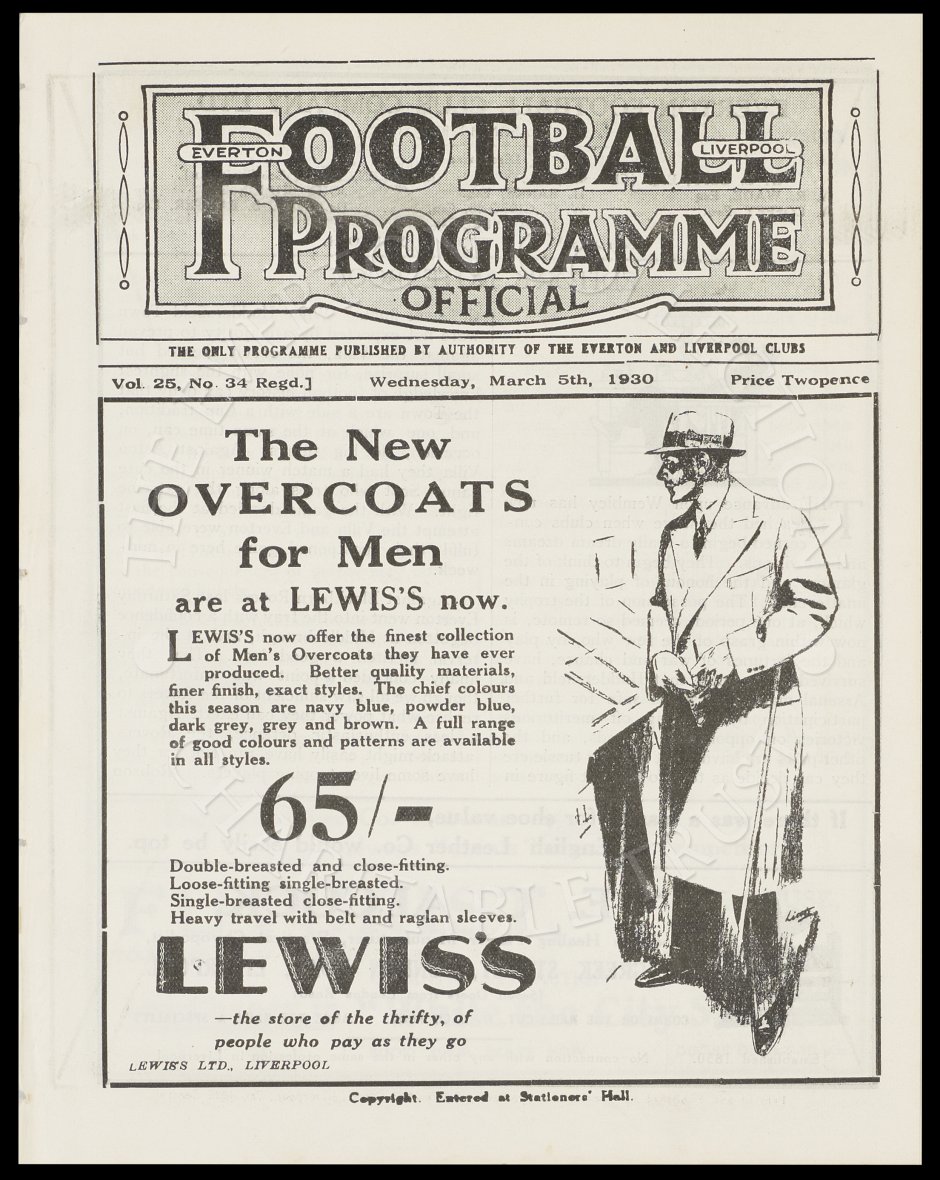 FOOTBALL
EVERTON
LIVERPOOL
PROGRAMME
OFFICIAL
THE ONLY PROGRAMME PUBLISHED BY AUTHORITY OF THE EVERTON AND LIVERPOOL CLUBS
Vol. 25, No. 34 Regd.] Wednesday, March 5th, 1930 Price Twopence
The New
OVERCOATS
for Men
are at LEWIS'S now.
LEWIS'S now offer the finest collection
of Men's Overcoats they have ever
produced. Better quality materials,
finer finish, exact styles. The chief colours
this season are navy blue, powder blue,
dark grey, grey and brown. A full range
of good colours and patterns are available
in all styles.
65/-
Double-breasted and close-fitting.
Loose-fitting single-breasted.
Single-breasted close-fitting.
Heavy travel with belt and raglan sleeves.
LEWIS'S
—the store of the thrifty, of
people who pay as they go
LEWIS'S LTD., LIVERPOOL
Copyright. Entered at Stationers' Hall.
THE EVERTON COLLECTION
CHARITABLE TRUST